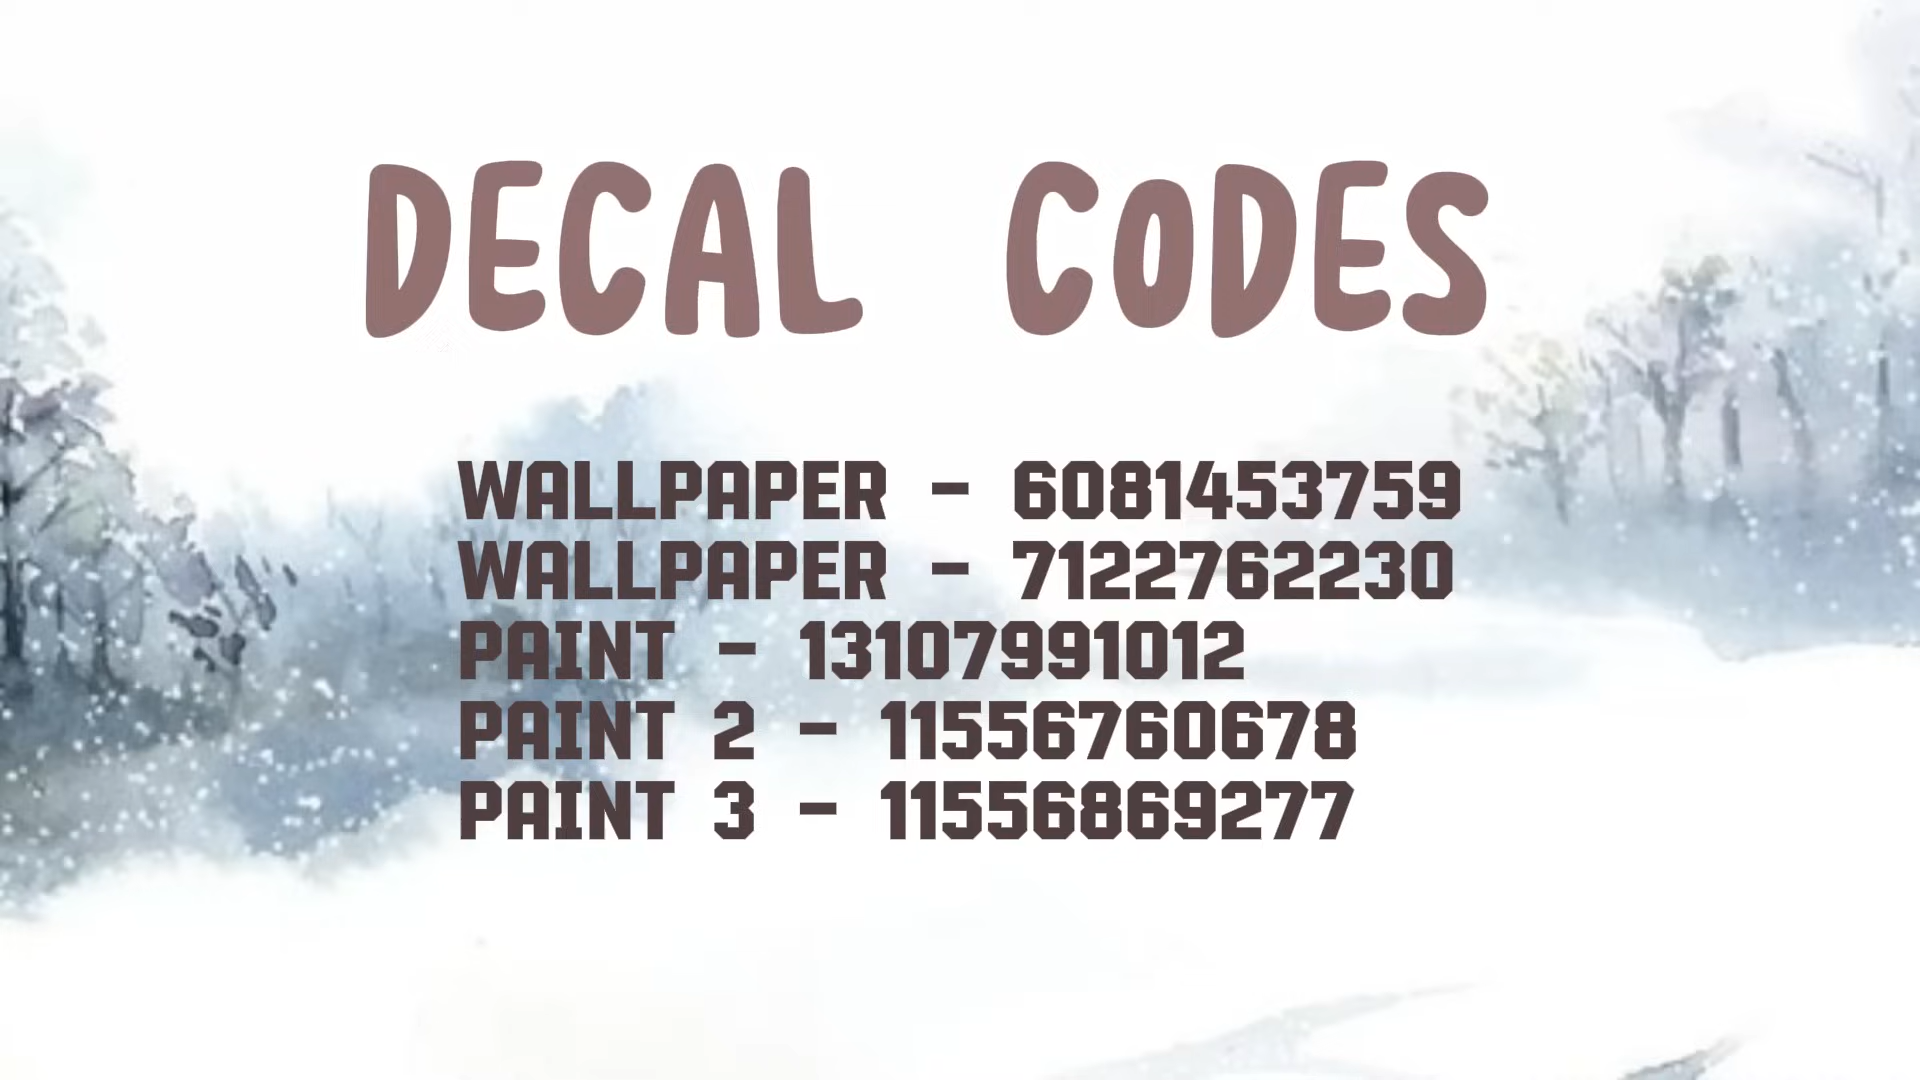 DECAL CODES
WALLPAPER - 6081453759
WALLPAPER - 7122762230
PAINT - 13107991012
PAINT 2 - 11556760678
PAINT 3 - 11556869277